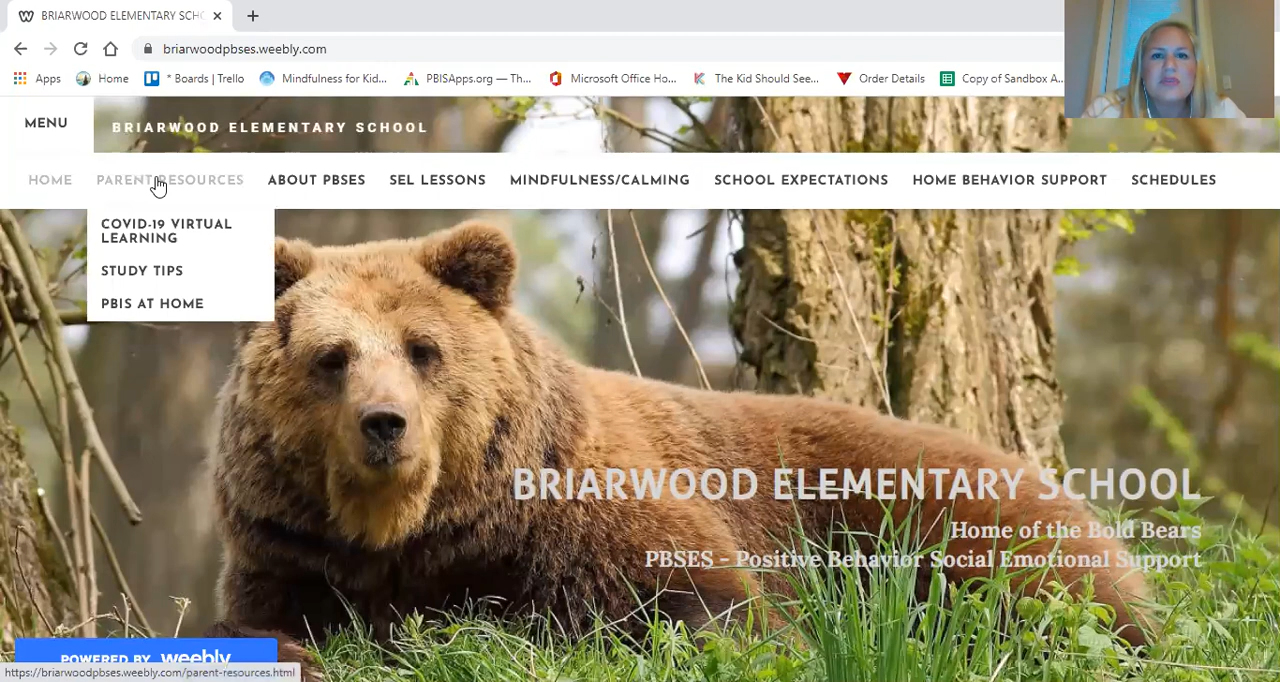 BRIARWOOD ELEMENTARY SCH
briarwoodpbses.weebly.com
Apps Home * Boards | Trello Mindfulness for Kid... PBISApps.org — Th... Microsoft Office Ho... The Kid Should See... Order Details Copy of Sandbox A
MENU
BRIARWOOD ELEMENTARY SCHOOL
HOME PARENT RESOURCES ABOUT PBSES SEL LESSONS MINDFULNESS/CALMING SCHOOL EXPECTATIONS HOME BEHAVIOR SUPPORT SCHEDULES
COVID-19 VIRTUAL
LEARNING
STUDY TIPS
PBIS AT HOME
BRIARWOOD ELEMENTARY SCHOOL
Home of the Bold Bears
PBSES - Positive Behavior Social Emotional Support
POWERED BY weebly
https://briarwoodpbses.weebly.com/parent-resources.html